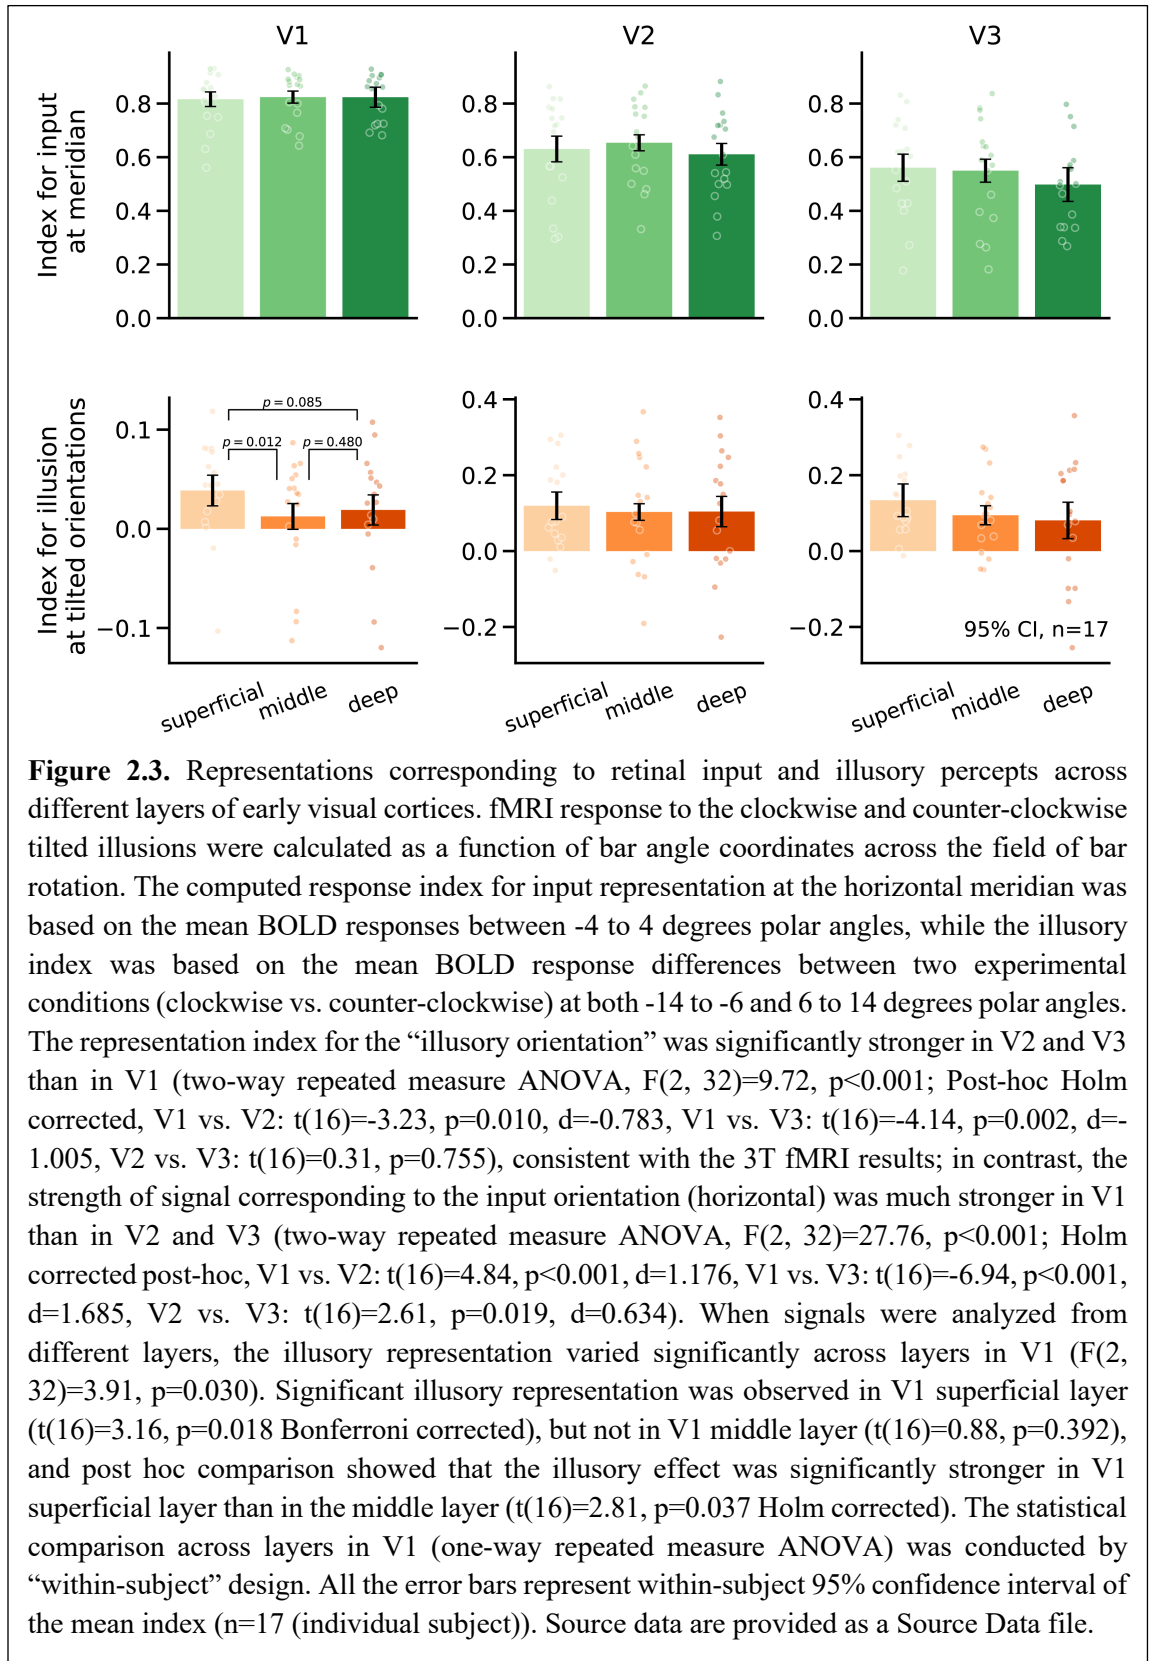 V1
V2
V3
Index for input
at meridian
0.8
0.6
0.4
0.2
0.0
0.8
0.6
0.4
0.2
0.0
0.8
0.6
0.4
0.2
0.0
Index for illusion
at tilted orientations
0.1
0.0
−0.1
p = 0.085
p = 0.012
p = 0.480
0.4
0.2
0.0
−0.2
0.4
0.2
0.0
−0.2
95% CI, n=17
superficial
middle
deep
superficial
middle
deep
superficial
middle
deep
Figure 2.3. Representations corresponding to retinal input and illusory percepts across
different layers of early visual cortices. fMRI response to the clockwise and counter-clockwise
tilted illusions were calculated as a function of bar angle coordinates across the field of bar
rotation. The computed response index for input representation at the horizontal meridian was
based on the mean BOLD responses between -4 to 4 degrees polar angles, while the illusory
index was based on the mean BOLD response differences between two experimental
conditions (clockwise vs. counter-clockwise) at both -14 to -6 and 6 to 14 degrees polar angles.
The representation index for the “illusory orientation” was significantly stronger in V2 and V3
than in V1 (two-way repeated measure ANOVA, F(2, 32)=9.72, p<0.001; Post-hoc Holm
corrected, V1 vs. V2: t(16)=-3.23, p=0.010, d=-0.783, V1 vs. V3: t(16)=-4.14, p=0.002, d=-
1.005, V2 vs. V3: t(16)=0.31, p=0.755), consistent with the 3T fMRI results; in contrast, the
strength of signal corresponding to the input orientation (horizontal) was much stronger in V1
than in V2 and V3 (two-way repeated measure ANOVA, F(2, 32)=27.76, p<0.001; Holm
corrected post-hoc, V1 vs. V2: t(16)=4.84, p<0.001, d=1.176, V1 vs. V3: t(16)=-6.94, p<0.001,
d=1.685, V2 vs. V3: t(16)=2.61, p=0.019, d=0.634). When signals were analyzed from
different layers, the illusory representation varied significantly across layers in V1 (F(2,
32)=3.91, p=0.030). Significant illusory representation was observed in V1 superficial layer
(t(16)=3.16, p=0.018 Bonferroni corrected), but not in V1 middle layer (t(16)=0.88, p=0.392),
and post hoc comparison showed that the illusory effect was significantly stronger in V1
superficial layer than in the middle layer (t(16)=2.81, p=0.037 Holm corrected). The statistical
comparison across layers in V1 (one-way repeated measure ANOVA) was conducted by
“within-subject” design. All the error bars represent within-subject 95% confidence interval of
the mean index (n=17 (individual subject)). Source data are provided as a Source Data file.